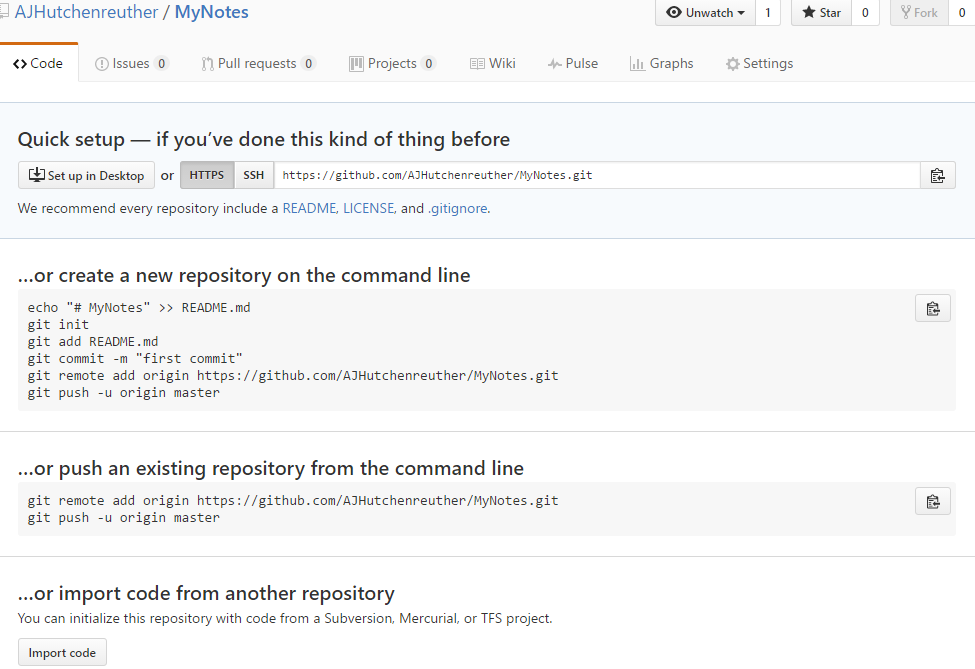 AJHutchenreuther / MyNotes
Unwatch 1 Star 0 Fork 0
Code Issues 0 Pull requests 0 Projects 0 Wiki Pulse Graphs Settings
Quick setup — if you’ve done this kind of thing before
Set up in Desktop or HTTPS SSH https://github.com/AJHutchenreuther/MyNotes.git
We recommend every repository include a README, LICENSE, and .gitignore.
…or create a new repository on the command line
echo "# MyNotes" >> README.md
git init
git add README.md
git commit -m "first commit"
git remote add origin https://github.com/AJHutchenreuther/MyNotes.git
git push -u origin master
…or push an existing repository from the command line
git remote add origin https://github.com/AJHutchenreuther/MyNotes.git
git push -u origin master
…or import code from another repository
You can initialize this repository with code from a Subversion, Mercurial, or TFS project.
Import code